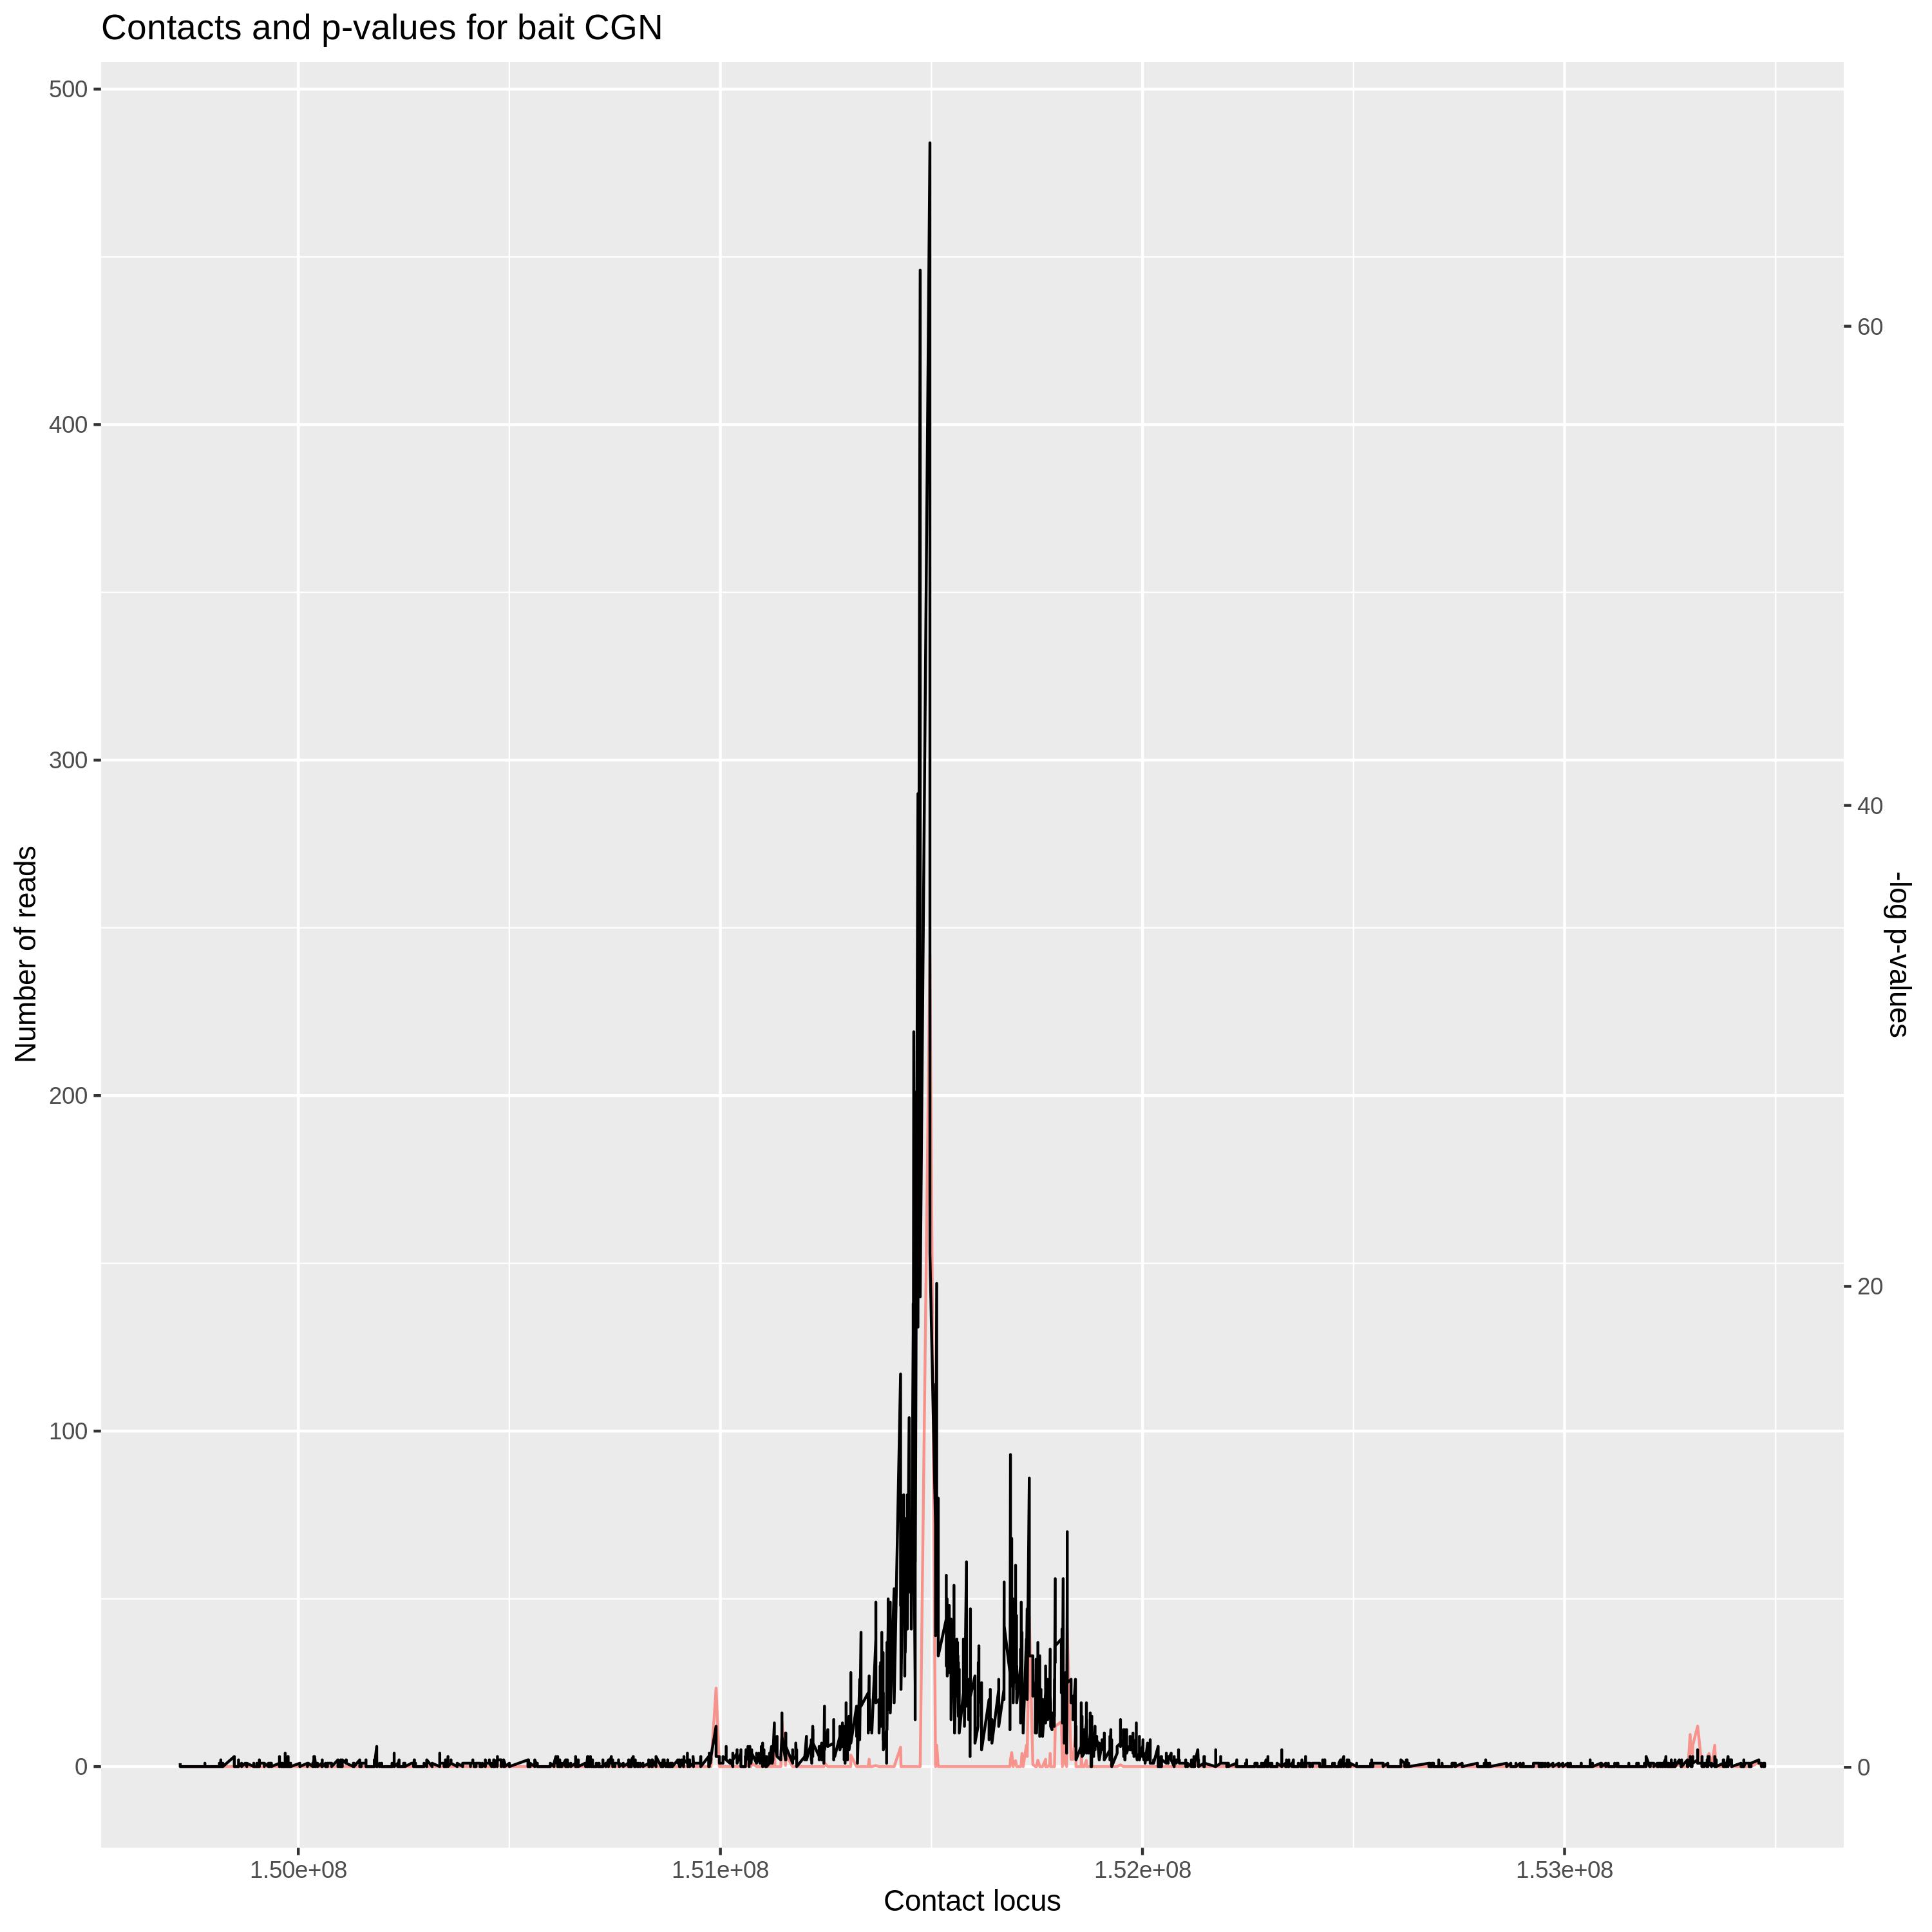 Contacts and p-values for bait CGN
500
400
300
200
100
0
Number of reads
60
40
20
0
-log p-values
1.50e+08
1.51e+08
1.52e+08
1.53e+08
Contact locus